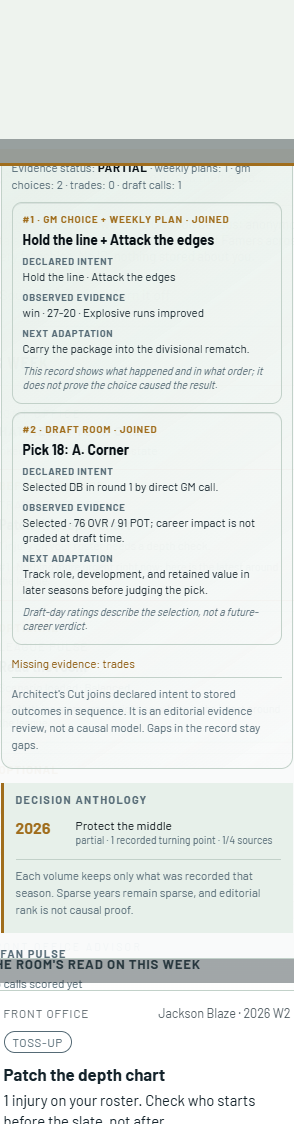 Evidence status: PARTIAL · weekly plans: 1 · gm
choices: 2 · trades: 0 · draft calls: 1
#1 · GM CHOICE + WEEKLY PLAN · JOINED
Hold the line + Attack the edges
DECLARED INTENT
Hold the line · Attack the edges
OBSERVED EVIDENCE
win · 27-20 · Explosive runs improved
NEXT ADAPTATION
Carry the package into the divisional rematch.
This record shows what happened and in what order; it
does not prove the choice caused the result.
#2 · DRAFT ROOM · JOINED
Pick 18: A. Corner
DECLARED INTENT
Selected DB in round 1 by direct GM call.
OBSERVED EVIDENCE
Selected · 76 OVR / 91 POT; career impact is not
graded at draft time.
NEXT ADAPTATION
Track role, development, and retained value in
later seasons before judging the pick.
Draft-day ratings describe the selection, not a future-
career verdict.
Missing evidence: trades
Architect's Cut joins declared intent to stored
outcomes in sequence. It is an editorial evidence
review, not a causal model. Gaps in the record stay
gaps.
DECISION ANTHOLOGY
2026 Protect the middle
partial · 1 recorded turning point · 1/4 sources
Each volume keeps only what was recorded that
season. Sparse years remain sparse, and editorial
rank is not causal proof.
FAN PULSE
HE ROOM'S READ ON THIS WEEK
calls scored yet
FRONT OFFICE Jackson Blaze · 2026 W2
TOSS-UP
Patch the depth chart
1 injury on your roster. Check who starts
before the slate, not after.